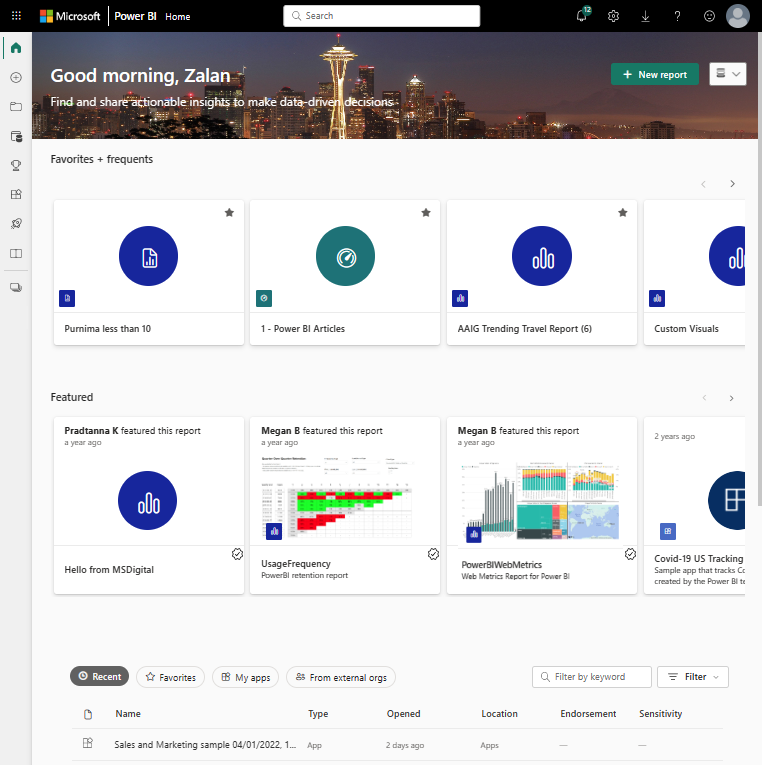 Microsoft Power BI Home
Search
12
Good morning, Zalan
New report
Find and share actionable insights to make data-driven decisions
Favorites + frequents
Purnima less than 10
1 - Power BI Articles
AAIG Trending Travel Report (6)
Custom Visuals
Featured
Pradtanna K featured this report
a year ago
Hello from MSDigital
Megan B featured this report
a year ago
UsageFrequency
PowerBI retention report
Megan B featured this report
a year ago
PowerBIWebMetrics
Web Metrics Report for Power BI
2 years ago
Covid-19 US Tracking
Sample app that tracks Co
created by the Power BI te
Recent
Favorites
My apps
From external orgs
Filter by keyword
Filter
Name Type Opened Location Endorsement Sensitivity
Sales and Marketing sample 04/01/2022, 1... App 2 days ago Apps — —